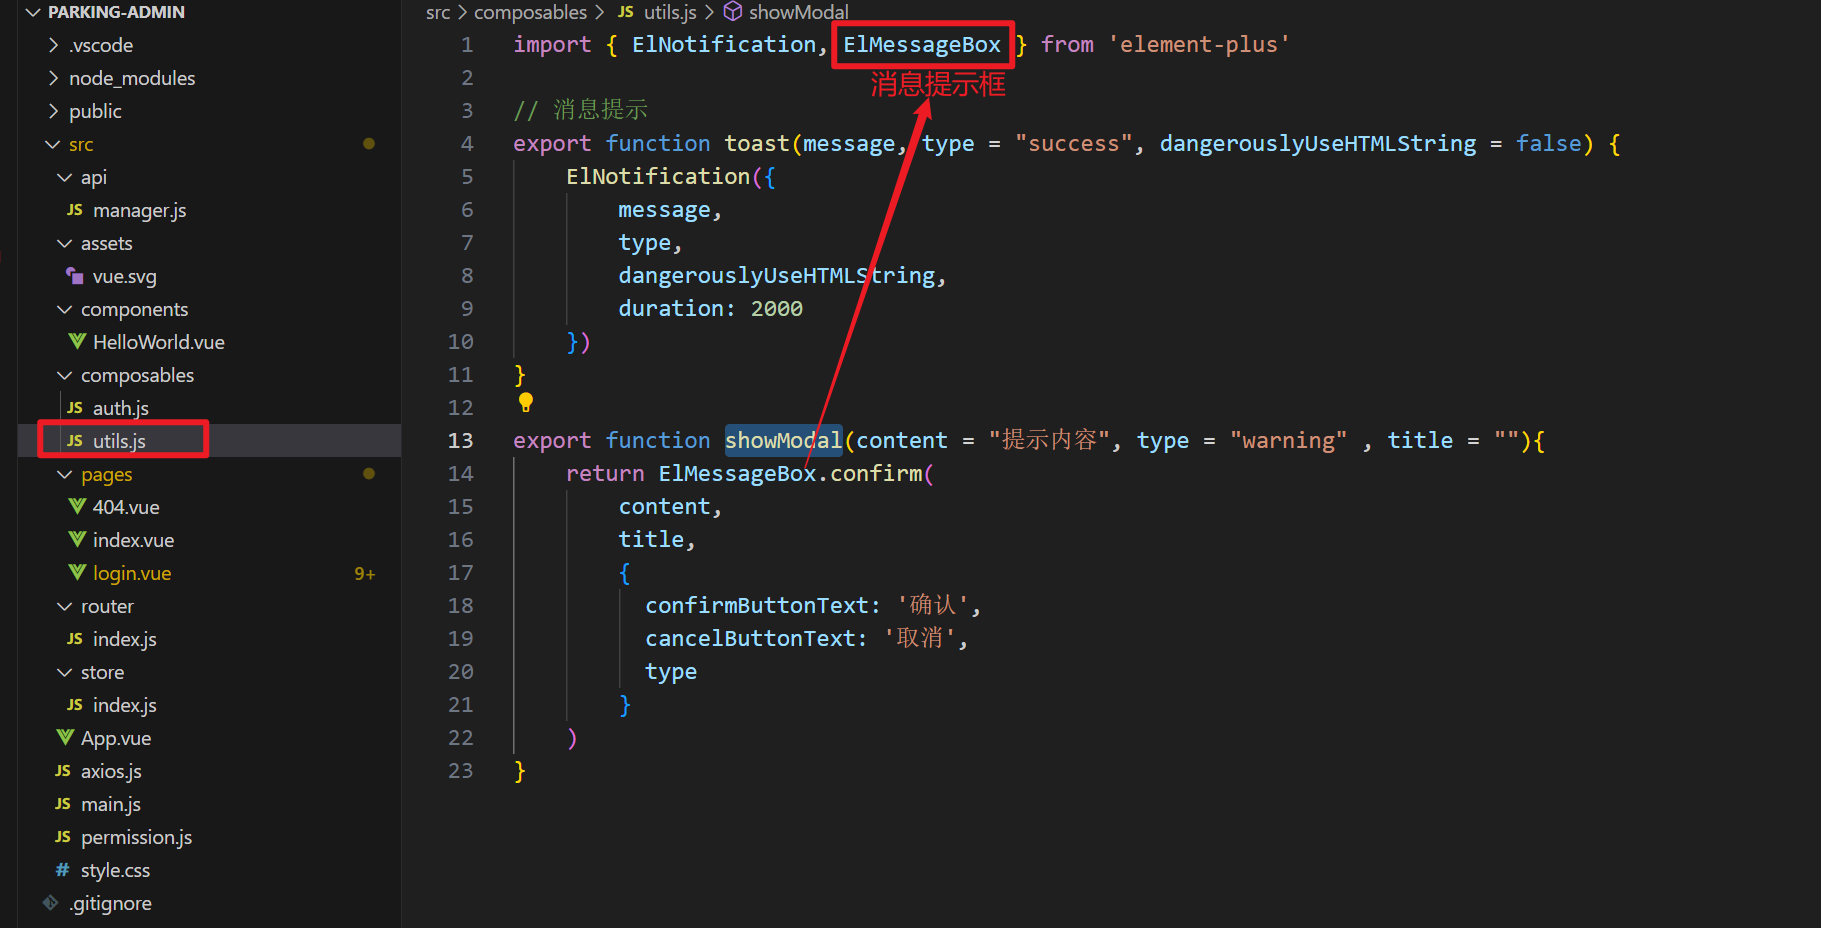 PARKING-ADMIN
.vscode
node_modules
public
src
api
JS manager.js
assets
vue.svg
components
HelloWorld.vue
composables
JS auth.js
JS utils.js
pages
404.vue
index.vue
login.vue 9+
router
JS index.js
store
JS index.js
App.vue
JS axios.js
JS main.js
JS permission.js
# style.css
.gitignore
src > composables > JS utils.js > showModal
1 import { ElNotification, ElMessageBox } from 'element-plus'
消息提示框
2
3 // 消息提示
4 export function toast(message, type = "success", dangerouslyUseHTMLString = false) {
5 ElNotification({
6 message,
7 type,
8 dangerouslyUseHTMLString,
9 duration: 2000
10 })
11 }
12
13 export function showModal(content = "提示内容", type = "warning" , title = ""){
14 return ElMessageBox.confirm(
15 content,
16 title,
17 {
18 confirmButtonText: '确认',
19 cancelButtonText: '取消',
20 type
21 }
22 )
23 }